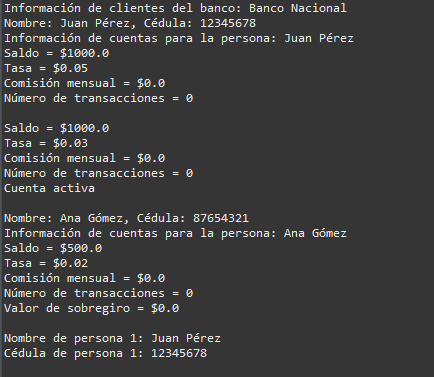 Información de clientes del banco: Banco Nacional
Nombre: Juan Pérez, Cédula: 12345678
Información de cuentas para la persona: Juan Pérez
Saldo = $1000.0
Tasa = $0.05
Comisión mensual = $0.0
Número de transacciones = 0

Saldo = $1000.0
Tasa = $0.03
Comisión mensual = $0.0
Número de transacciones = 0
Cuenta activa

Nombre: Ana Gómez, Cédula: 87654321
Información de cuentas para la persona: Ana Gómez
Saldo = $500.0
Tasa = $0.02
Comisión mensual = $0.0
Número de transacciones = 0
Valor de sobregiro = $0.0

Nombre de persona 1: Juan Pérez
Cédula de persona 1: 12345678